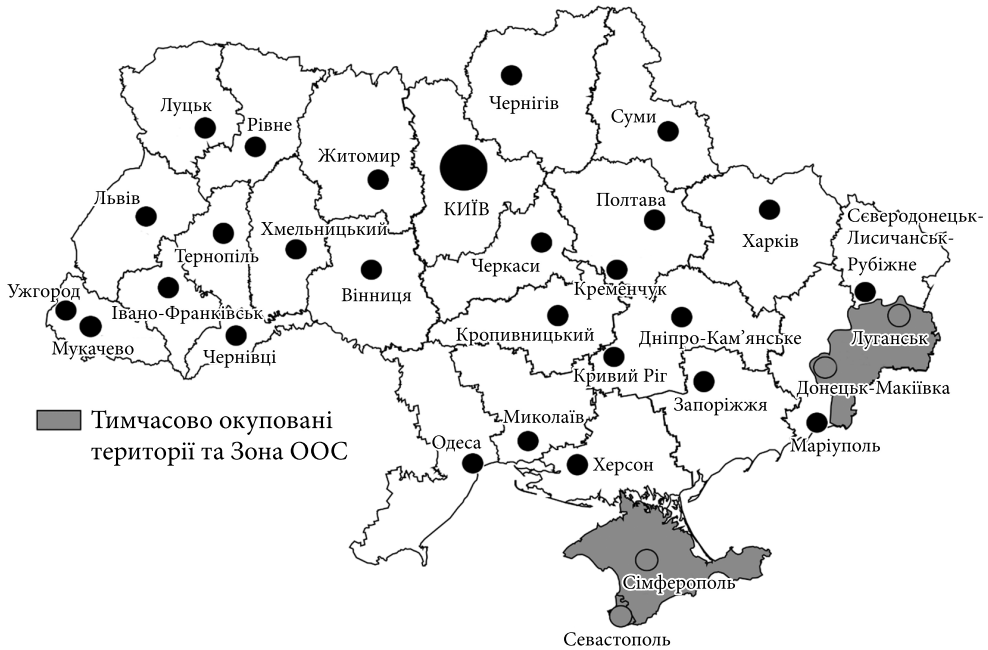 Чернігів
Луцьк
Суми
Рівне
Житомир
Львів
КИЇВ
Полтава
Сєверодонецьк-
Лисичанськ-
Рубіжне
Хмельницький
Харків
Тернопіль
Черкаси
Вінниця
Кременчук
Ужгород
Івано-Франківськ
Мукачево
Чернівці
Кропивницький
Дніпро-Кам’янське
Луганськ
Кривий Ріг
Донецьк-Макіївка
Запоріжжя
Тимчасово окуповані
території та Зона ООС
Миколаїв
Одеса
Маріуполь
Херсон
Сімферополь
Севастополь